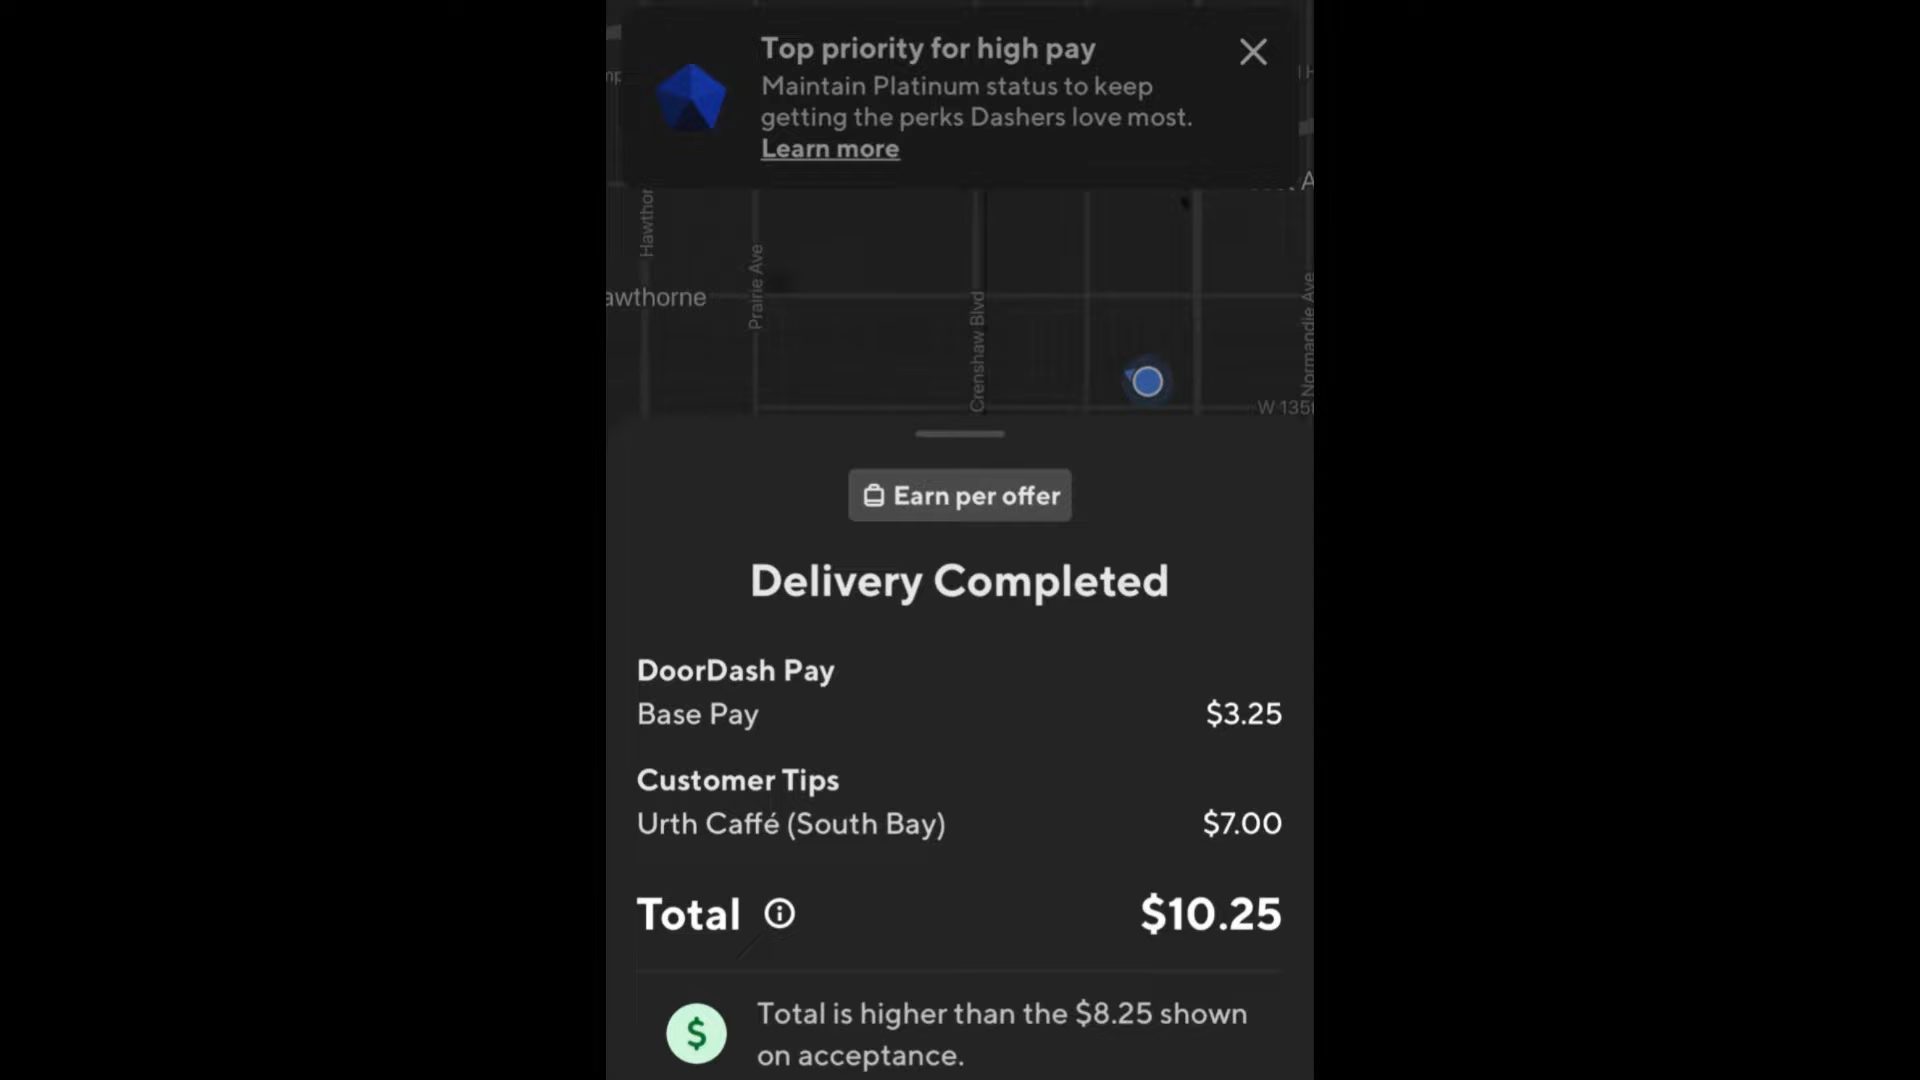 Top priority for high pay
Maintain Platinum status to keep
getting the perks Dashers love most.
Learn more
Hawthor
Prairie Ave
awthorne
Crenshaw Blvd
Normandie Ave
W 135t
Earn per offer
Delivery Completed
DoorDash Pay
Base Pay $3.25
Customer Tips
Urth Caffé (South Bay) $7.00
Total $10.25
$ Total is higher than the $8.25 shown
on acceptance.